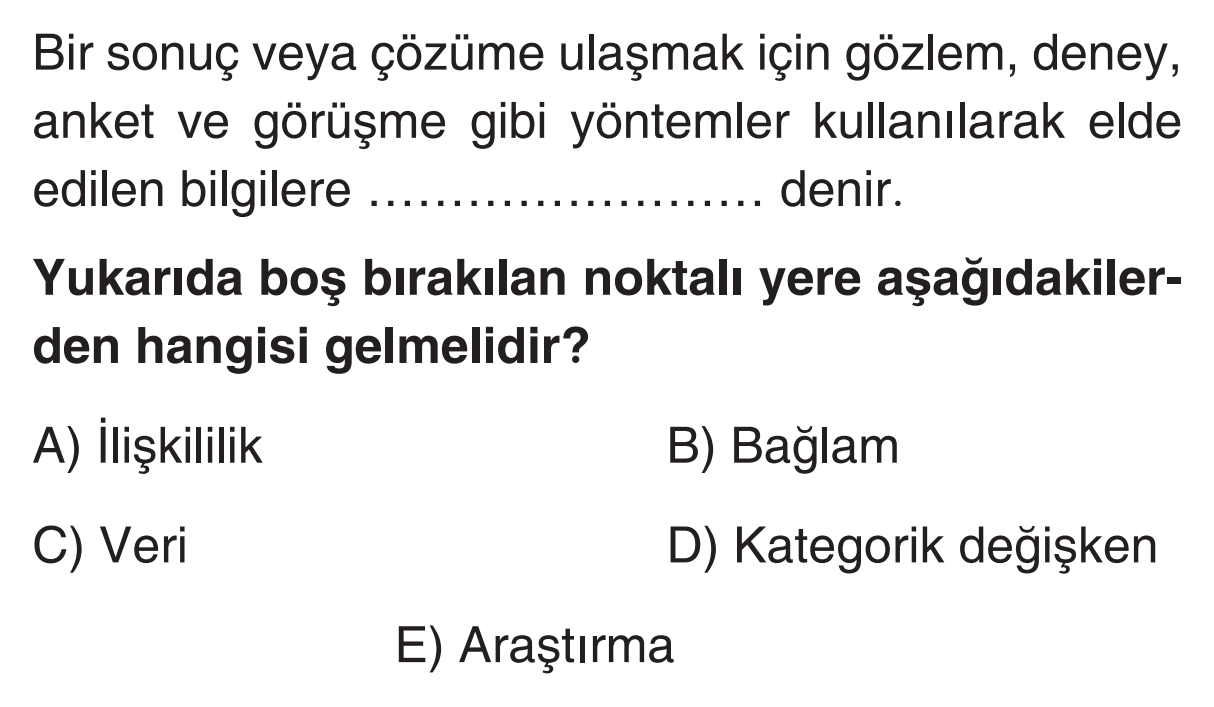 Bir sonuç veya çözüme ulaşmak için gözlem, deney,
anket ve görüşme gibi yöntemler kullanılarak elde
edilen bilgilere ........................ denir.
Yukarıda boş bırakılan noktalı yere aşağıdakiler-
den hangisi gelmelidir?
A) İlişkililik B) Bağlam
C) Veri D) Kategorik değişken
E) Araştırma